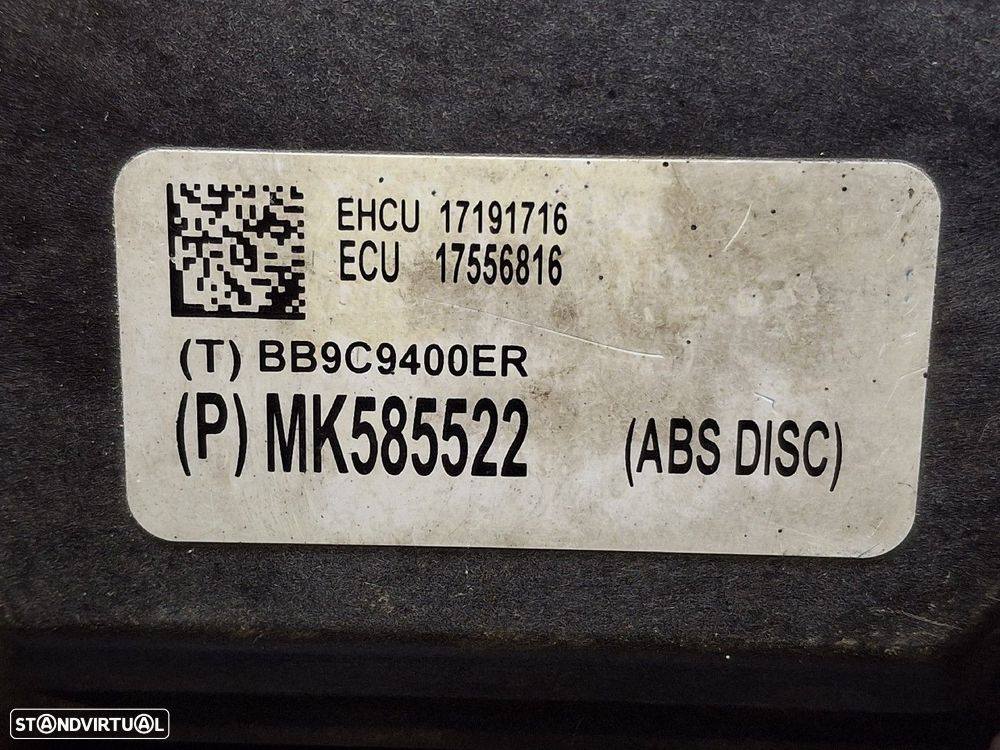 EHCU 17191716
ECU 17556816
(T) BB9C9400ER
(P) MK585522 (ABS DISC)
STANDVIRTUAL